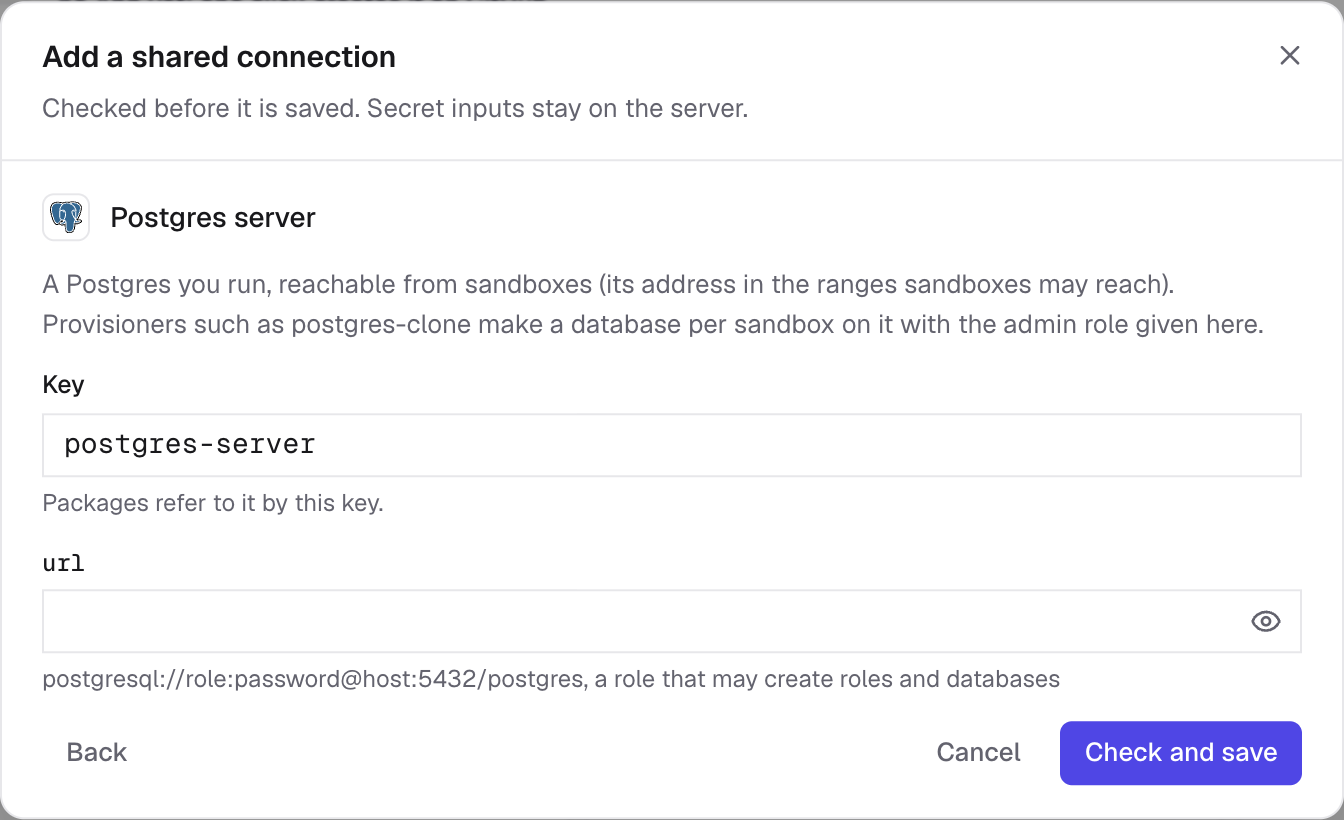 Add a shared connection
Checked before it is saved. Secret inputs stay on the server.
Postgres server
A Postgres you run, reachable from sandboxes (its address in the ranges sandboxes may reach).
Provisioners such as postgres-clone make a database per sandbox on it with the admin role given here.
Key
postgres-server
Packages refer to it by this key.
url
postgresql://role:password@host:5432/postgres, a role that may create roles and databases
Back
Cancel
Check and save